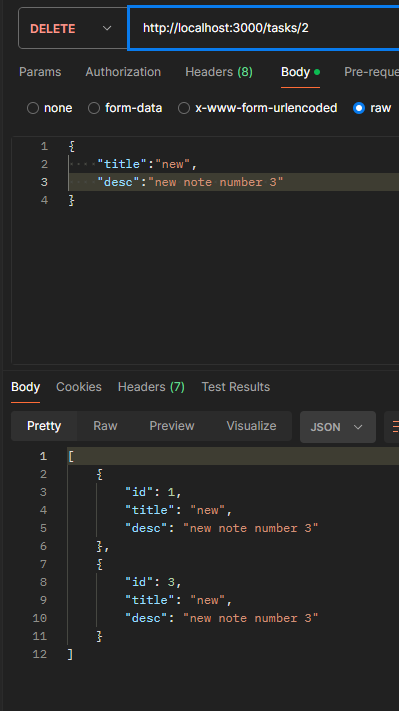 DELETE http://localhost:3000/tasks/2
Params Authorization Headers (8) Body Pre-reque
none form-data x-www-form-urlencoded raw
1 {
2 "title":"new",
3 "desc":"new note number 3"
4 }
Body Cookies Headers (7) Test Results
Pretty Raw Preview Visualize JSON
1 [
2 {
3 "id": 1,
4 "title": "new",
5 "desc": "new note number 3"
6 },
7 {
8 "id": 3,
9 "title": "new",
10 "desc": "new note number 3"
11 }
12 ]